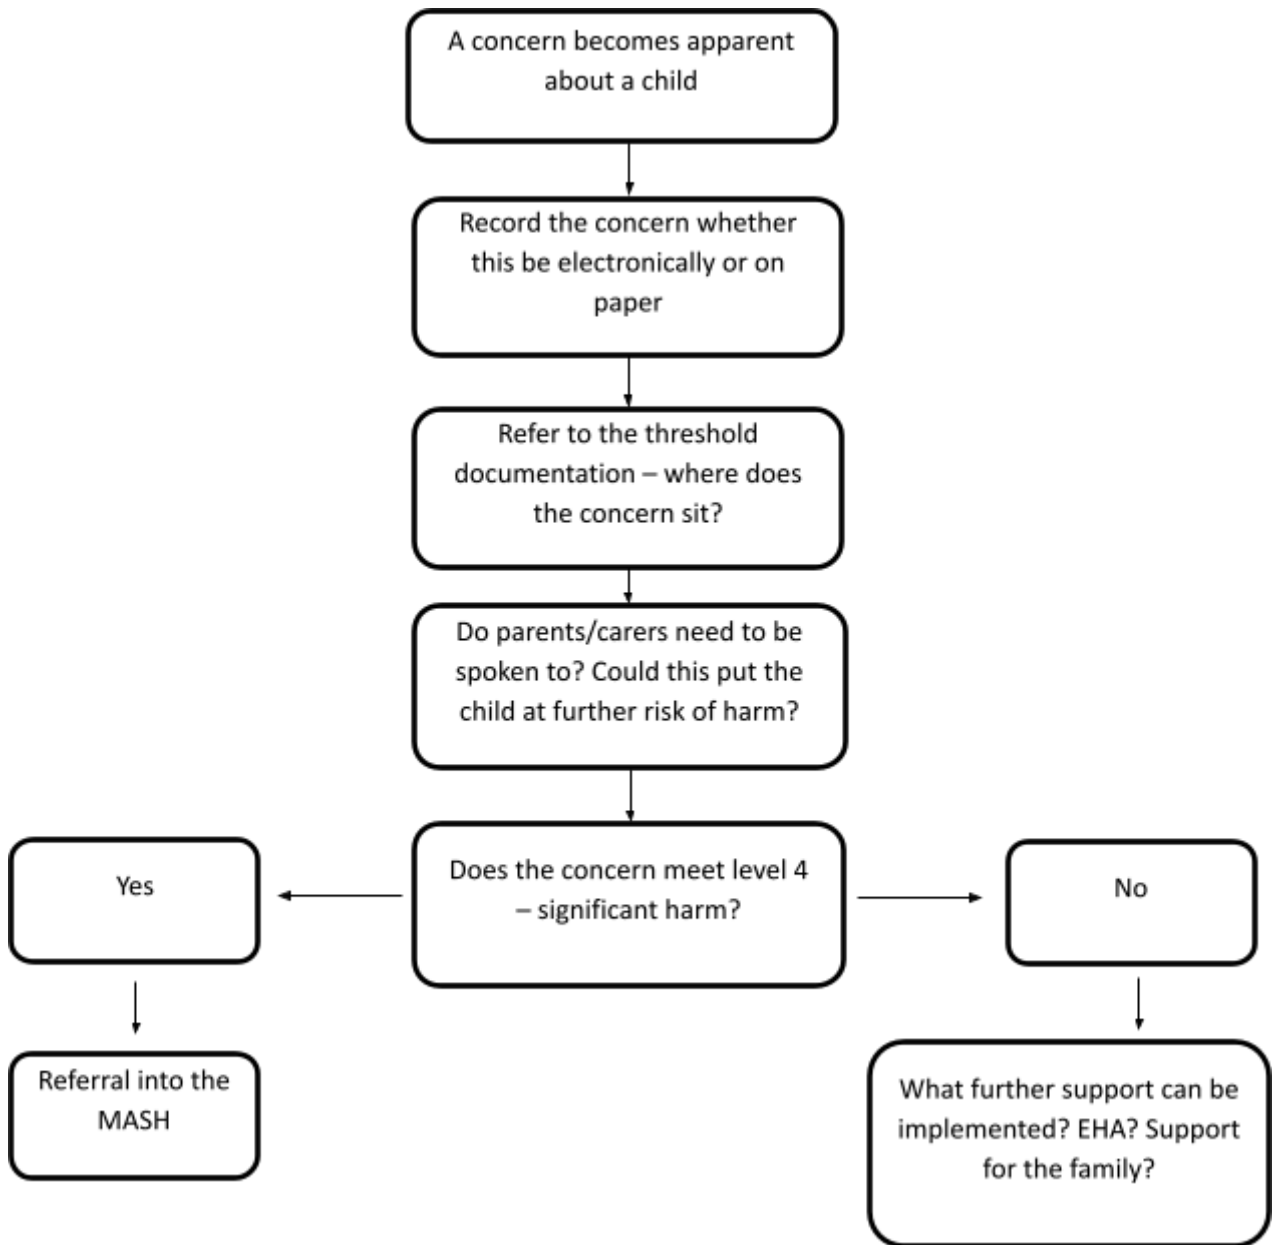 A concern becomes apparent
about a child
Record the concern whether
this be electronically or on
paper
Refer to the threshold
documentation – where does
the concern sit?
Do parents/carers need to be
spoken to? Could this put the
child at further risk of harm?
Does the concern meet level 4
– significant harm?
Yes
No
Referral into the
MASH
What further support can be
implemented? EHA? Support
for the family?